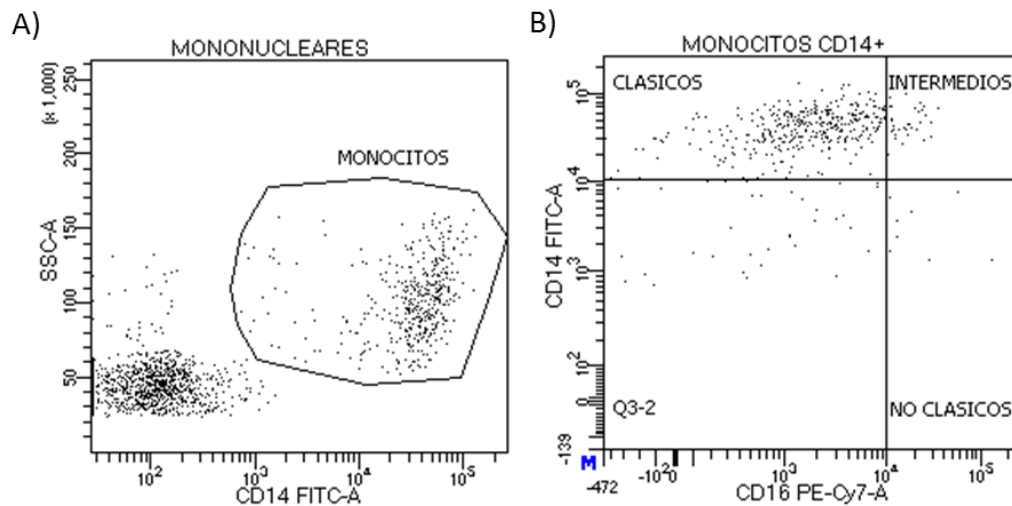 A)
MONONUCLEARES
(x 1,000)
250
200
150
100
50
SSC-A
MONOCITOS
10²
10³
10⁴
10⁵
CD14 FITC-A
B)
MONOCITOS CD14+
CLASICOS
INTERMEDIOS
10⁵
10⁴
10³
10²
0
-139
CD14 FITC-A
Q3-2
NO CLASICOS
M
-472
-10²
0
10³
10⁴
10⁵
CD16 PE-Cy7-A